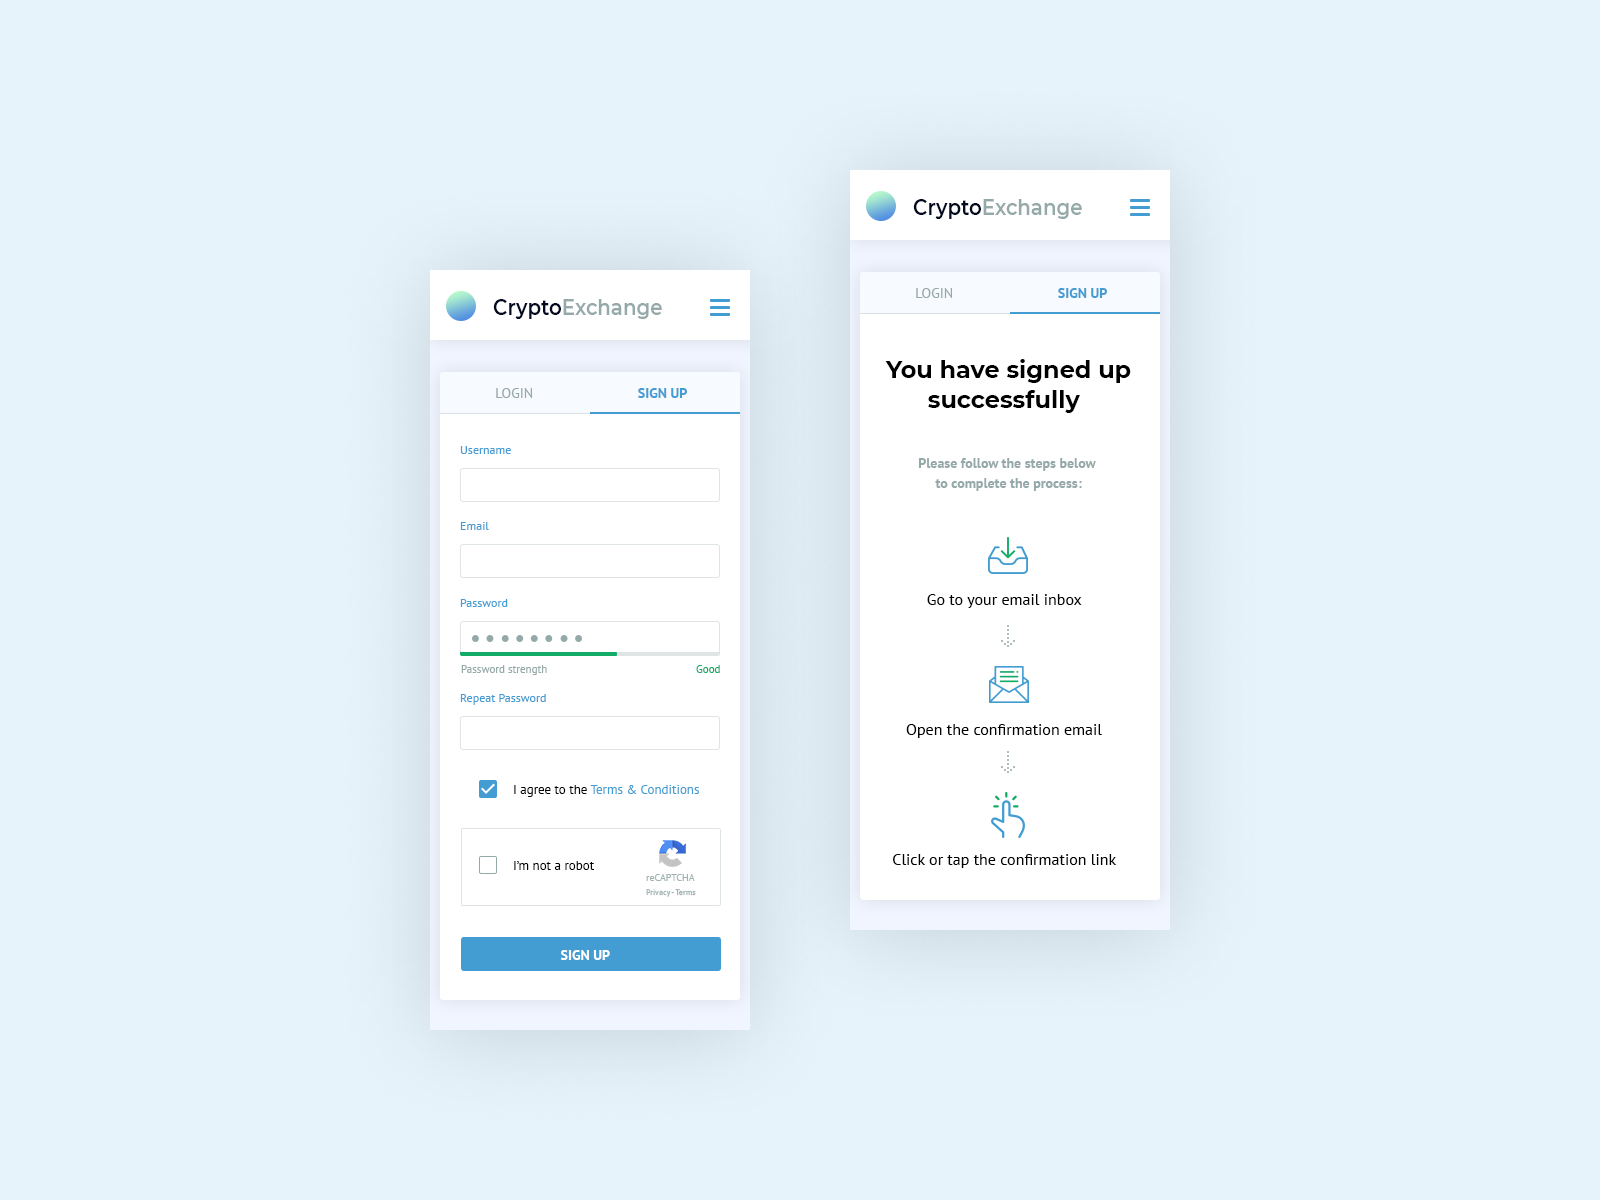 CryptoExchange
LOGIN
SIGN UP
Username
Email
Password
Password strength
Good
Repeat Password
I agree to the Terms & Conditions
I'm not a robot
reCAPTCHA
Privacy - Terms
SIGN UP
CryptoExchange
LOGIN
SIGN UP
You have signed up
successfully
Please follow the steps below
to complete the process:
Go to your email inbox
Open the confirmation email
Click or tap the confirmation link